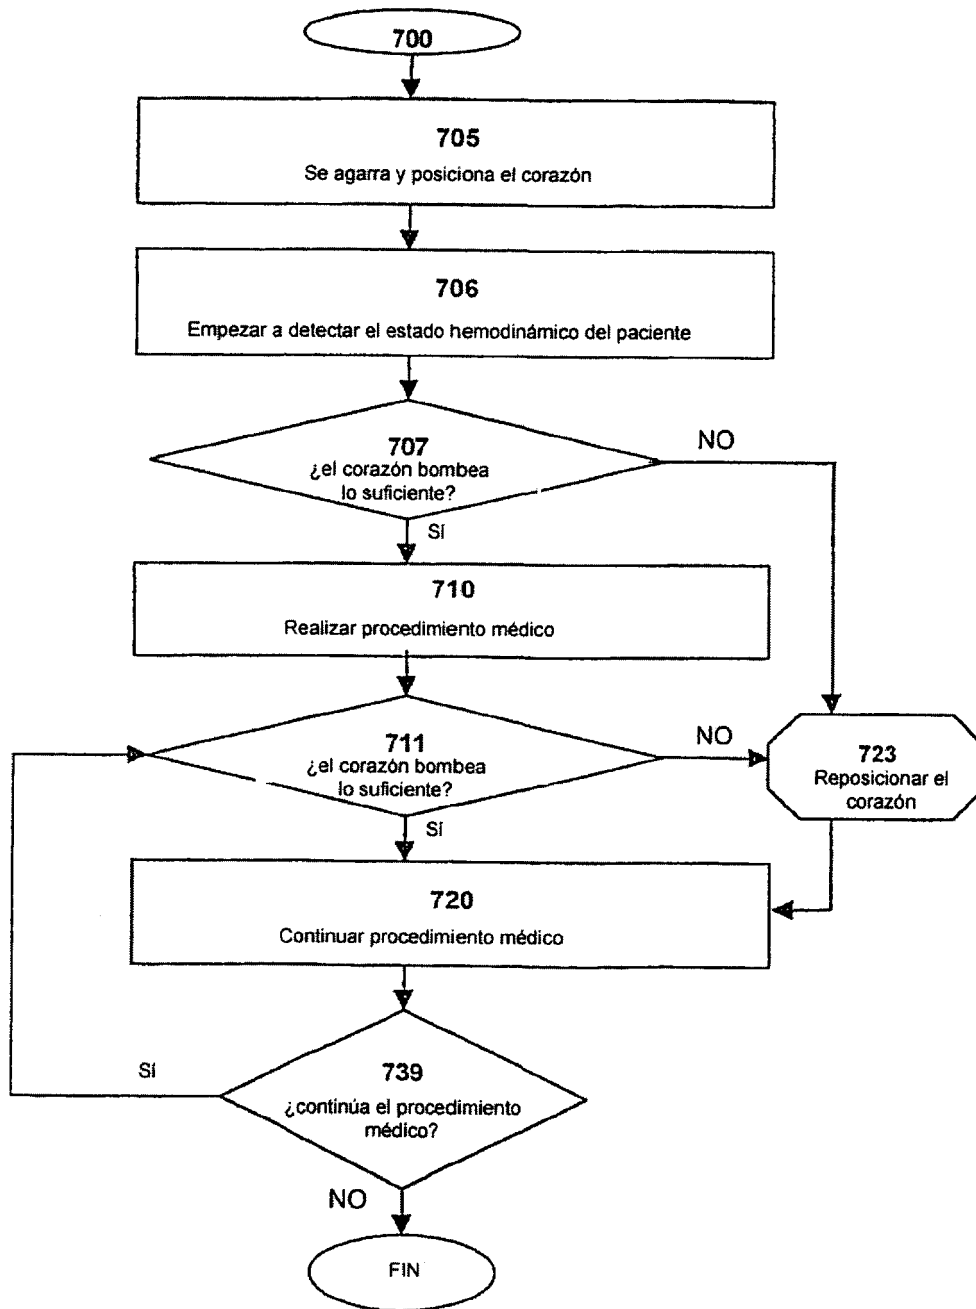 700
705
Se agarra y posiciona el corazón
706
Empezar a detectar el estado hemodinámico del paciente
707
¿el corazón bombea
lo suficiente?
NO
Sí
710
Realizar procedimiento médico
711
¿el corazón bombea
lo suficiente?
NO
Sí
723
Reposicionar el
corazón
720
Continuar procedimiento médico
739
¿continúa el procedimiento
médico?
Sí
NO
FIN